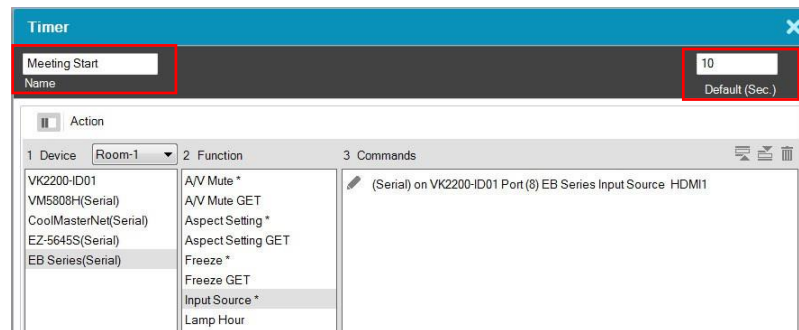 Timer
Meeting Start
Name
10
Default (Sec.)
Action
1 Device Room-1 2 Function 3 Commands
VK2200-ID01
VM5808H(Serial)
CoolMasterNet(Serial)
EZ-5645S(Serial)
EB Series(Serial)
A/V Mute *
A/V Mute GET
Aspect Setting *
Aspect Setting GET
Freeze *
Freeze GET
Input Source *
Lamp Hour
(Serial) on VK2200-ID01 Port (8) EB Series Input Source HDMI1